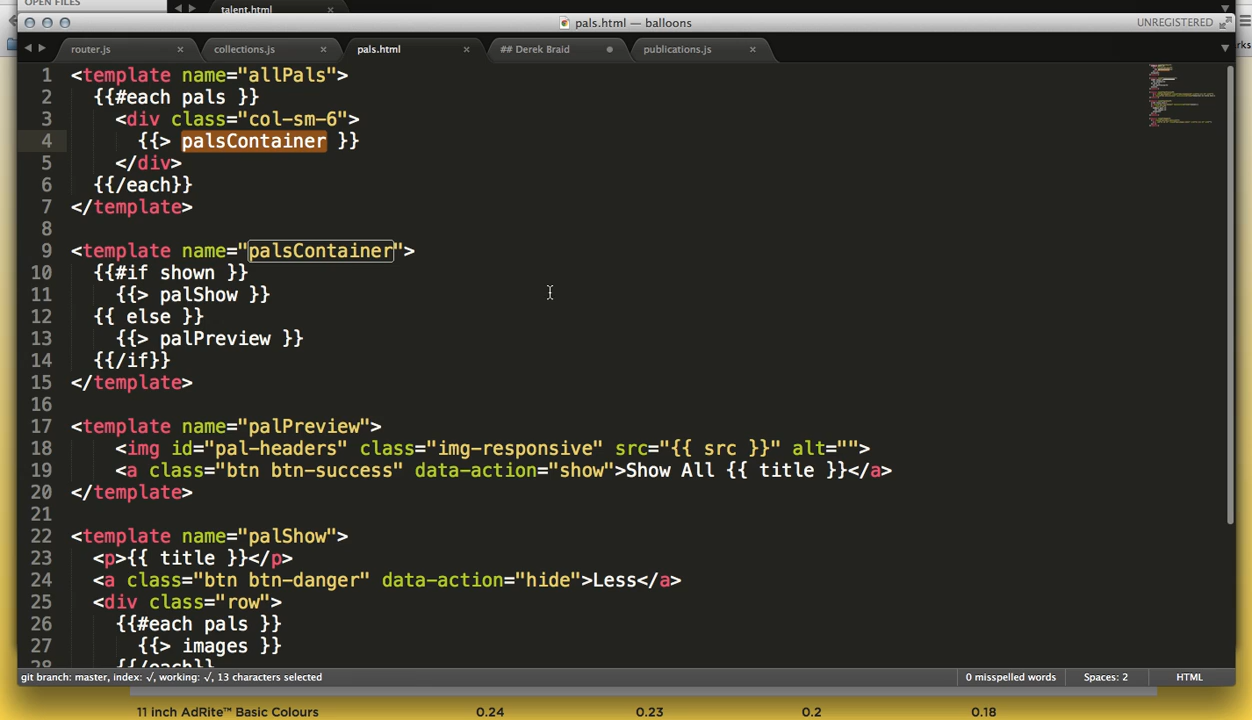 OPEN FILES
talent.html
pals.html — balloons
UNREGISTERED
router.js
collections.js
pals.html
## Derek Braid
publications.js
1 <template name="allPals">
2 {{#each pals }}
3 <div class="col-sm-6">
4 {{> palsContainer }}
5 </div>
6 {{/each}}
7 </template>
8
9 <template name="palsContainer">
10 {{#if shown }}
11 {{> palShow }}
12 {{ else }}
13 {{> palPreview }}
14 {{/if}}
15 </template>
16
17 <template name="palPreview">
18 <img id="pal-headers" class="img-responsive" src="{{ src }}" alt="">
19 <a class="btn btn-success" data-action="show">Show All {{ title }}</a>
20 </template>
21
22 <template name="palShow">
23 <p>{{ title }}</p>
24 <a class="btn btn-danger" data-action="hide">Less</a>
25 <div class="row">
26 {{#each pals }}
27 {{> images }}
28 {{/each}}
git branch: master, index: √, working: √, 13 characters selected
0 misspelled words
Spaces: 2
HTML
11 inch AdRite™ Basic Colours 0.24 0.23 0.2 0.18